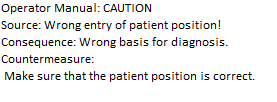 Operator Manual: CAUTION
Source: Wrong entry of patient position!
Consequence: Wrong basis for diagnosis.
Countermeasure:
Make sure that the patient position is correct.